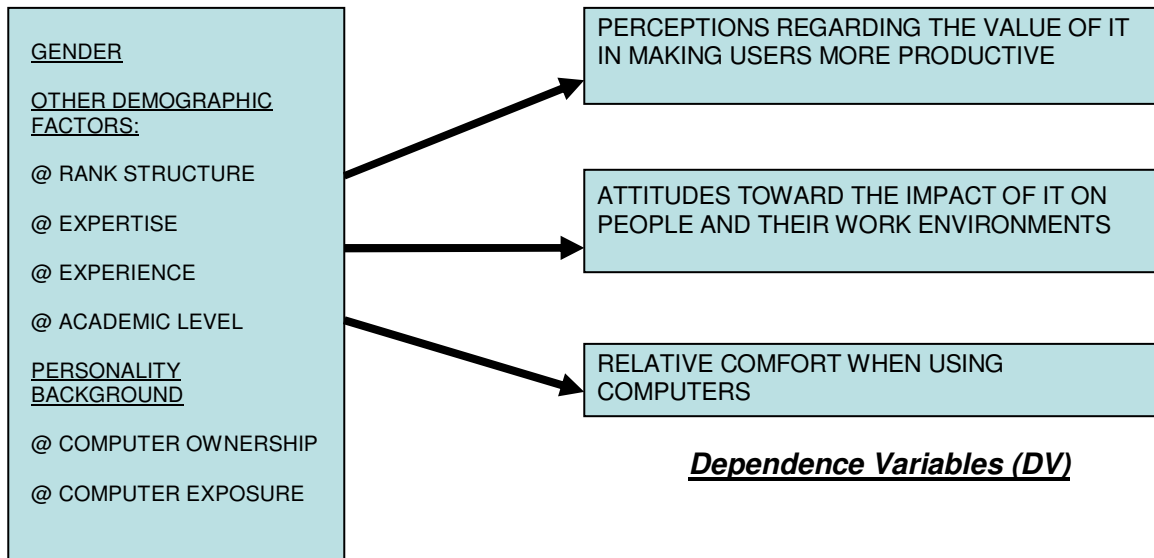 GENDER
OTHER DEMOGRAPHIC
FACTORS:
@ RANK STRUCTURE
@ EXPERTISE
@ EXPERIENCE
@ ACADEMIC LEVEL
PERSONALITY
BACKGROUND
@ COMPUTER OWNERSHIP
@ COMPUTER EXPOSURE
PERCEPTIONS REGARDING THE VALUE OF IT
IN MAKING USERS MORE PRODUCTIVE
ATTITUDES TOWARD THE IMPACT OF IT ON
PEOPLE AND THEIR WORK ENVIRONMENTS
RELATIVE COMFORT WHEN USING
COMPUTERS
Dependence Variables (DV)